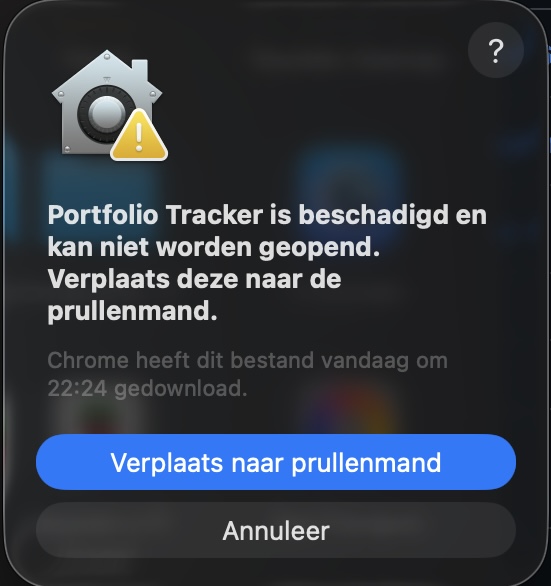 ?
Portfolio Tracker is beschadigd en
kan niet worden geopend.
Verplaats deze naar de
prullenmand.
Chrome heeft dit bestand vandaag om
22:24 gedownload.
Verplaats naar prullenmand
Annuleer